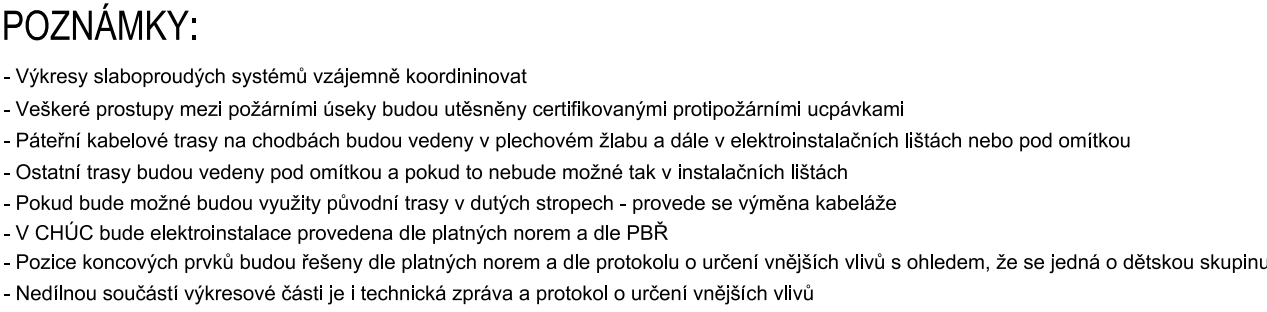 POZNÁMKY:
- Výkresy slaboproudých systémů vzájemně koordininovat
- Veškeré prostupy mezi požárními úseky budou utěsněny certifikovanými protipožárními ucpávkami
- Páteřní kabelové trasy na chodbách budou vedeny v plechovém žlabu a dále v elektroinstalačních lištách nebo pod omítkou
- Ostatní trasy budou vedeny pod omítkou a pokud to nebude možné tak v instalačních lištách
- Pokud bude možné budou využity původní trasy v dutých stropech - provede se výměna kabeláže
- V CHÚC bude elektroinstalace provedena dle platných norem a dle PBŘ
- Pozice koncových prvků budou řešeny dle platných norem a dle protokolu o určení vnějších vlivů s ohledem, že se jedná o dětskou skupinu
- Nedílnou součástí výkresové části je i technická zpráva a protokol o určení vnějších vlivů